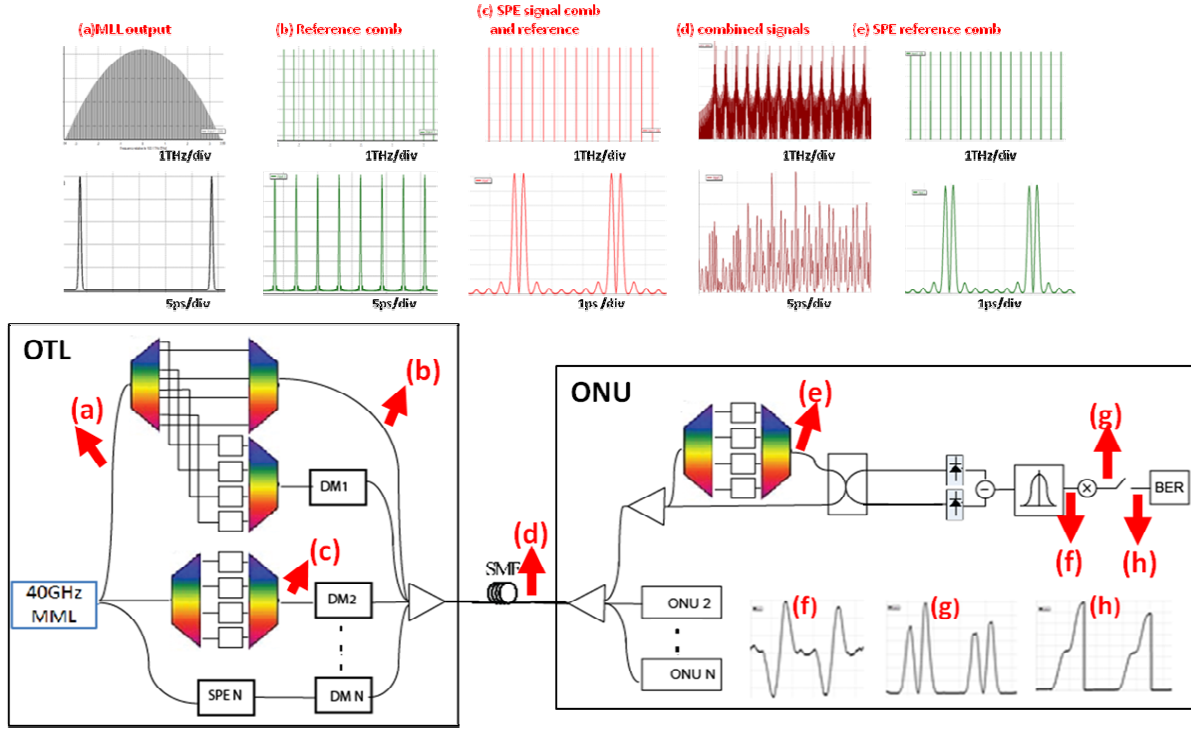 (c) SPE signal comb
and reference
(a)MLL output
(b) Reference comb
(d) combined signals
(e) SPE reference comb
1THz/div
1THz/div
1THz/div
1THz/div
1THz/div
5ps/div
5ps/div
1ps/div
5ps/div
1ps/div
OTL
(a)
(b)
DM1
(c)
40GHz
MML
DM2
SPE N
DM N
(d)
SMF
ONU
(e)
(g)
BER
(f)
(h)
ONU 2
ONU N
(f)
(g)
(h)